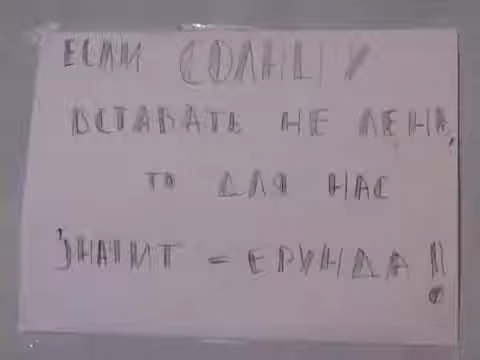 ЕСЛИ СОЛНЦУ
ВСТАВАТЬ НЕ ЛЕНЬ,
ТО ДЛЯ НАС
ЗНАЧИТ - ЕРУНДА!!